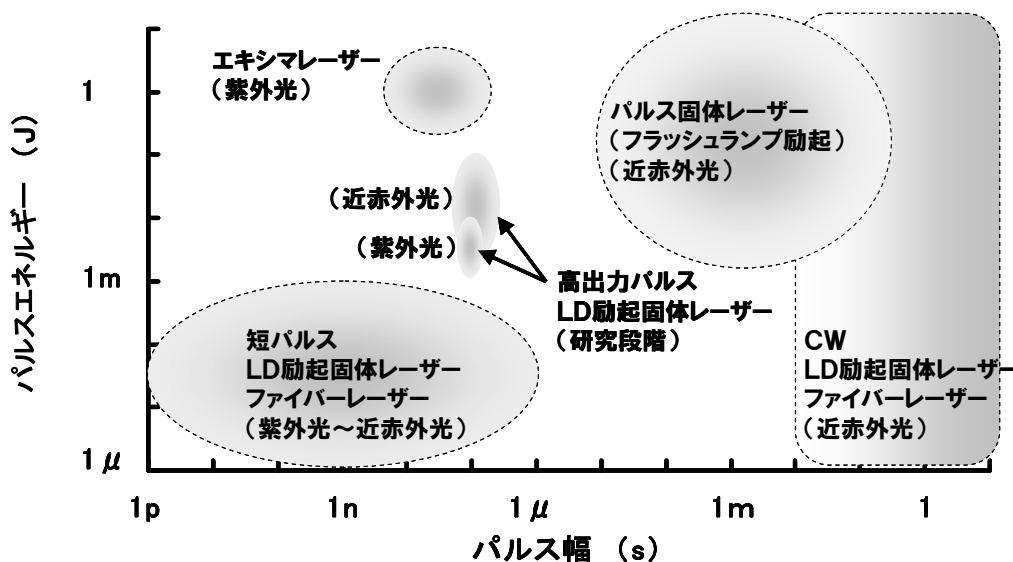 エキシマレーザー
（紫外光）
パルス固体レーザー
（フラッシュランプ励起）
（近赤外光）
（近赤外光）
（紫外光）
高出力パルス
LD励起固体レーザー
（研究段階）
短パルス
LD励起固体レーザー
ファイバーレーザー
（紫外光～近赤外光）
CW
LD励起固体レーザー
ファイバーレーザー
（近赤外光）
パルスエネルギー （J）
1
1m
1μ
1p
1n
1μ
1m
1
パルス幅 （s）